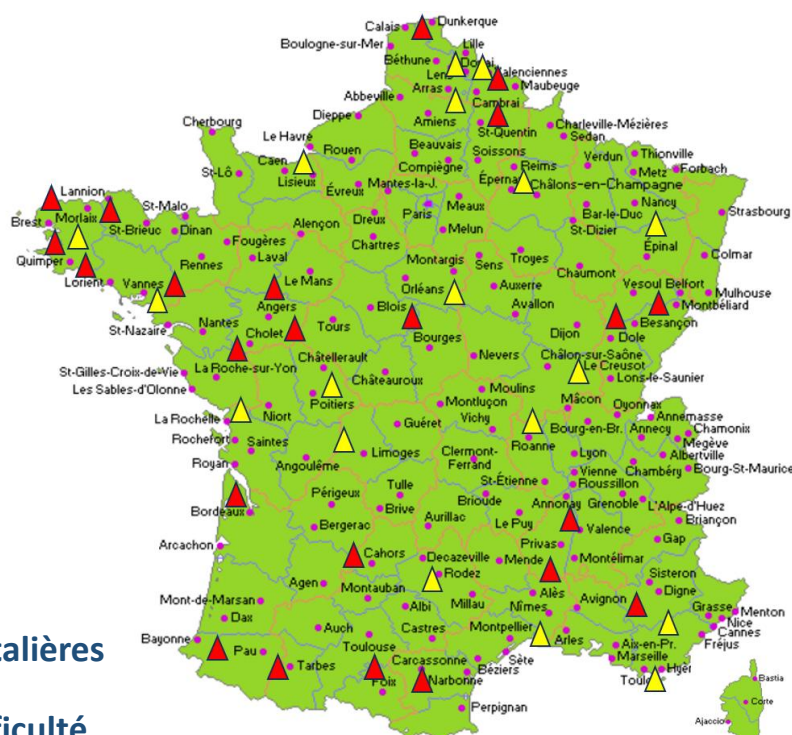 Calais
Dunkerque
Boulogne-sur-Mer
Lille
Béthune
Lens
Maubeuge
Arras
Abbeville
Cambrai
Dieppe
Amiens
St-Quentin
Charleville-Mézières
Sedan
Cherbourg
Le Havre
Rouen
Beauvais
Soissons
Compiègne
Reims
Verdun
Thionville
Forbach
Metz
St-Lô
Caen
Lisieux
Évreux
Mantes-la-J.
Châlons-en-Champagne
Nancy
Lannion
St-Malo
Paris
Meaux
Bar-le-Duc
Strasbourg
Brest
Morlaix
St-Brieuc
Dinan
Alençon
Dreux
Melun
St-Dizier
Fougères
Chartres
Épinal
Colmar
Quimper
Rennes
Laval
Montargis
Sens
Troyes
Chaumont
Lorient
Vannes
Le Mans
Orléans
Auxerre
Vesoul
Belfort
Mulhouse
Montbéliard
Angers
Blois
Avallon
St-Nazaire
Nantes
Cholet
Tours
Bourges
Dijon
Besançon
Dole
Châtellerault
Nevers
Châlon-sur-Saône
Le Creusot
St-Gilles-Croix-de-Vie
La Roche-sur-Yon
Châteauroux
Lons-le-Saunier
Les Sables-d'Olonne
Poitiers
Moulins
Montluçon
Mâcon
Oyonnax
Annemasse
La Rochelle
Niort
Guéret
Vichy
Bourg-en-Br.
Annecy
Chamonix
Megève
Rochefort
Saintes
Roanne
Limoges
Clermont-
Ferrand
Lyon
Albertville
Royan
Angoulême
Vienne
Chambéry
Bourg-St-Maurice
St-Étienne
Roussillon
Périgueux
Tulle
Brioude
Annonay
Grenoble
L'Alpe-d'Huez
Bordeaux
Brive
Le Puy
Valence
Briançon
Bergerac
Aurillac
Arcachon
Privas
Gap
Cahors
Decazeville
Mende
Montélimar
Agen
Rodez
Sisteron
Mont-de-Marsan
Montauban
Alès
Avignon
Digne
Dax
Albi
Millau
Nîmes
Grasse
Menton
Nice
Bayonne
Auch
Castres
Montpellier
Arles
Aix-en-Pr.
Cannes
Fréjus
Pau
Toulouse
Sète
Marseille
Tarbes
Carcassonne
Béziers
Foix
Narbonne
Bastia
Perpignan
Corte
Ajaccio